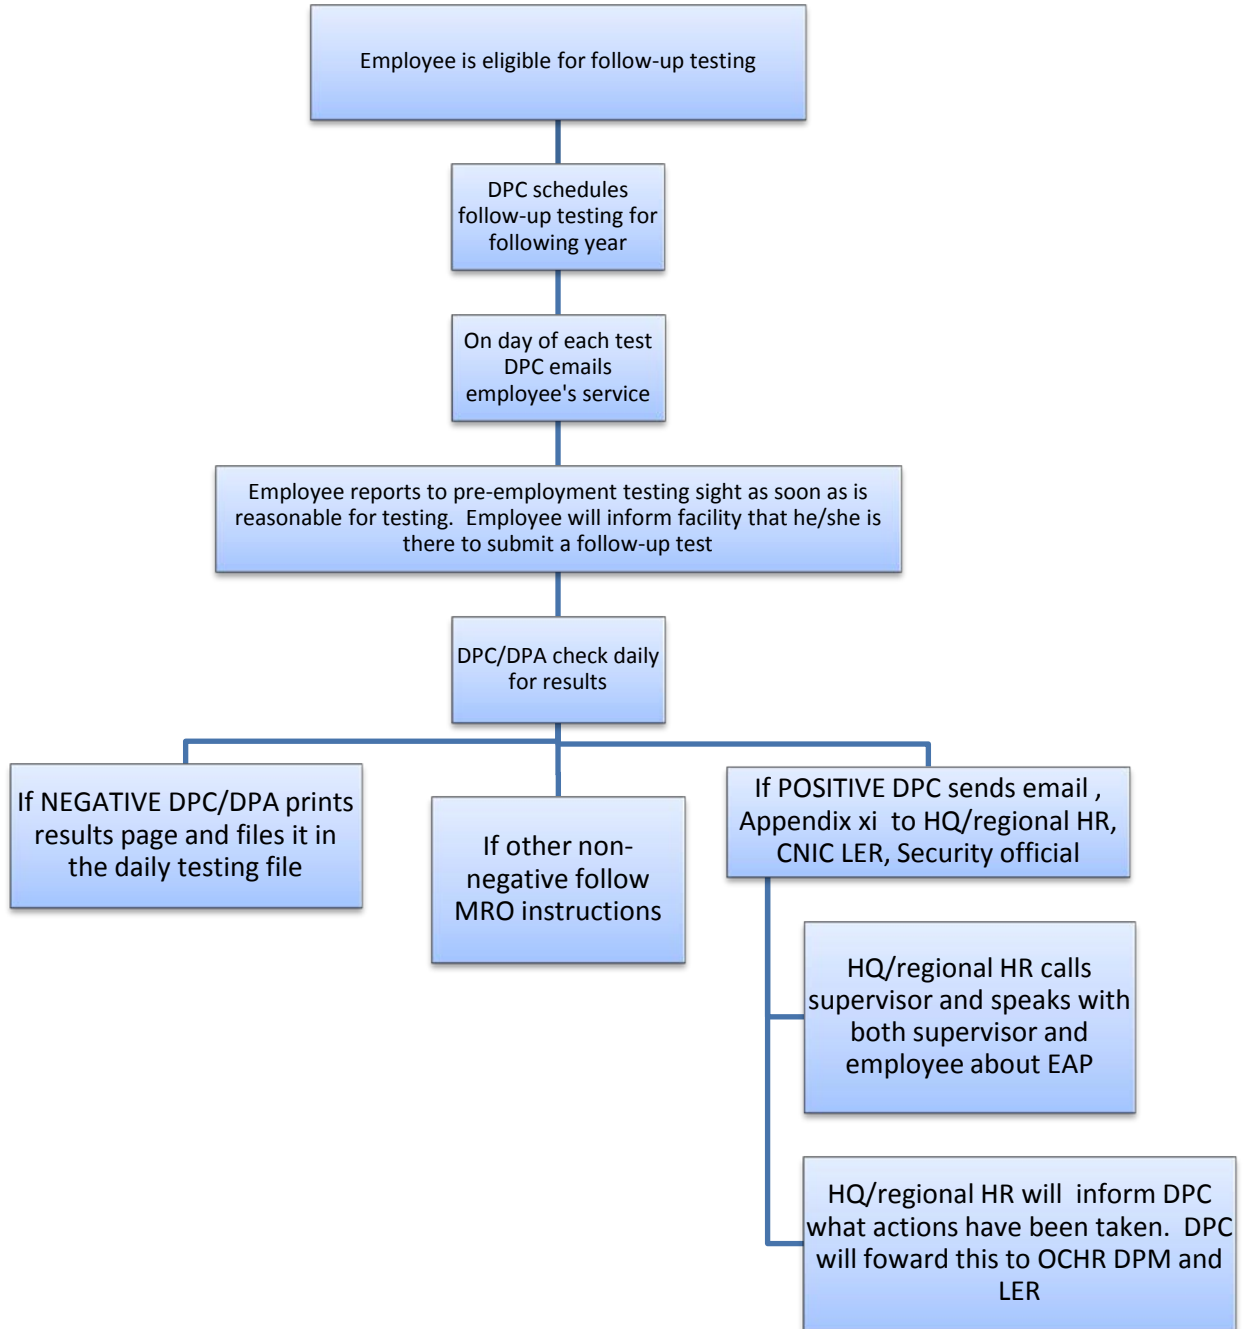 Employee is eligible for follow-up testing
DPC schedules
follow-up testing for
following year
On day of each test
DPC emails
employee's service
Employee reports to pre-employment testing sight as soon as is
reasonable for testing.  Employee will inform facility that he/she is
there to submit a follow-up test
DPC/DPA check daily
for results
If NEGATIVE DPC/DPA prints
results page and files it in
the daily testing file
If other non-
negative follow
MRO instructions
If POSITIVE DPC sends email ,
Appendix xi  to HQ/regional HR,
CNIC LER, Security official
HQ/regional HR calls
supervisor and speaks with
both supervisor and
employee about EAP
HQ/regional HR will  inform DPC
what actions have been taken.  DPC
will foward this to OCHR DPM and
LER